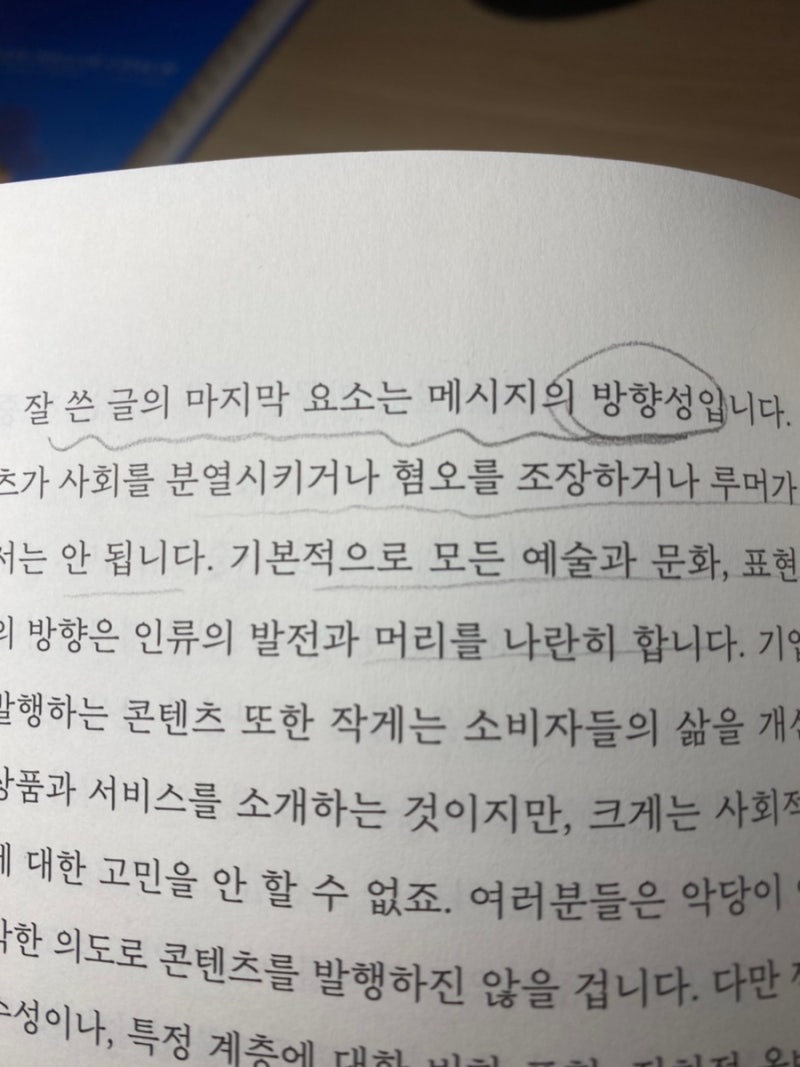 잘 쓴 글의 마지막 요소는 메시지의 방향성입니다.
츠가 사회를 분열시키거나 혐오를 조장하거나 루머가
서는 안 됩니다. 기본적으로 모든 예술과 문화, 표현
의 방향은 인류의 발전과 머리를 나란히 합니다. 기업
발행하는 콘텐츠 또한 작게는 소비자들의 삶을
상품과 서비스를 소개하는 것이지만, 크게는 사회적
에 대한 고민을 안 할 수 없죠. 여러분들은 악당이
의도로 콘텐츠를 발행하진 않을 겁니다. 다만
특정 계층에 대한